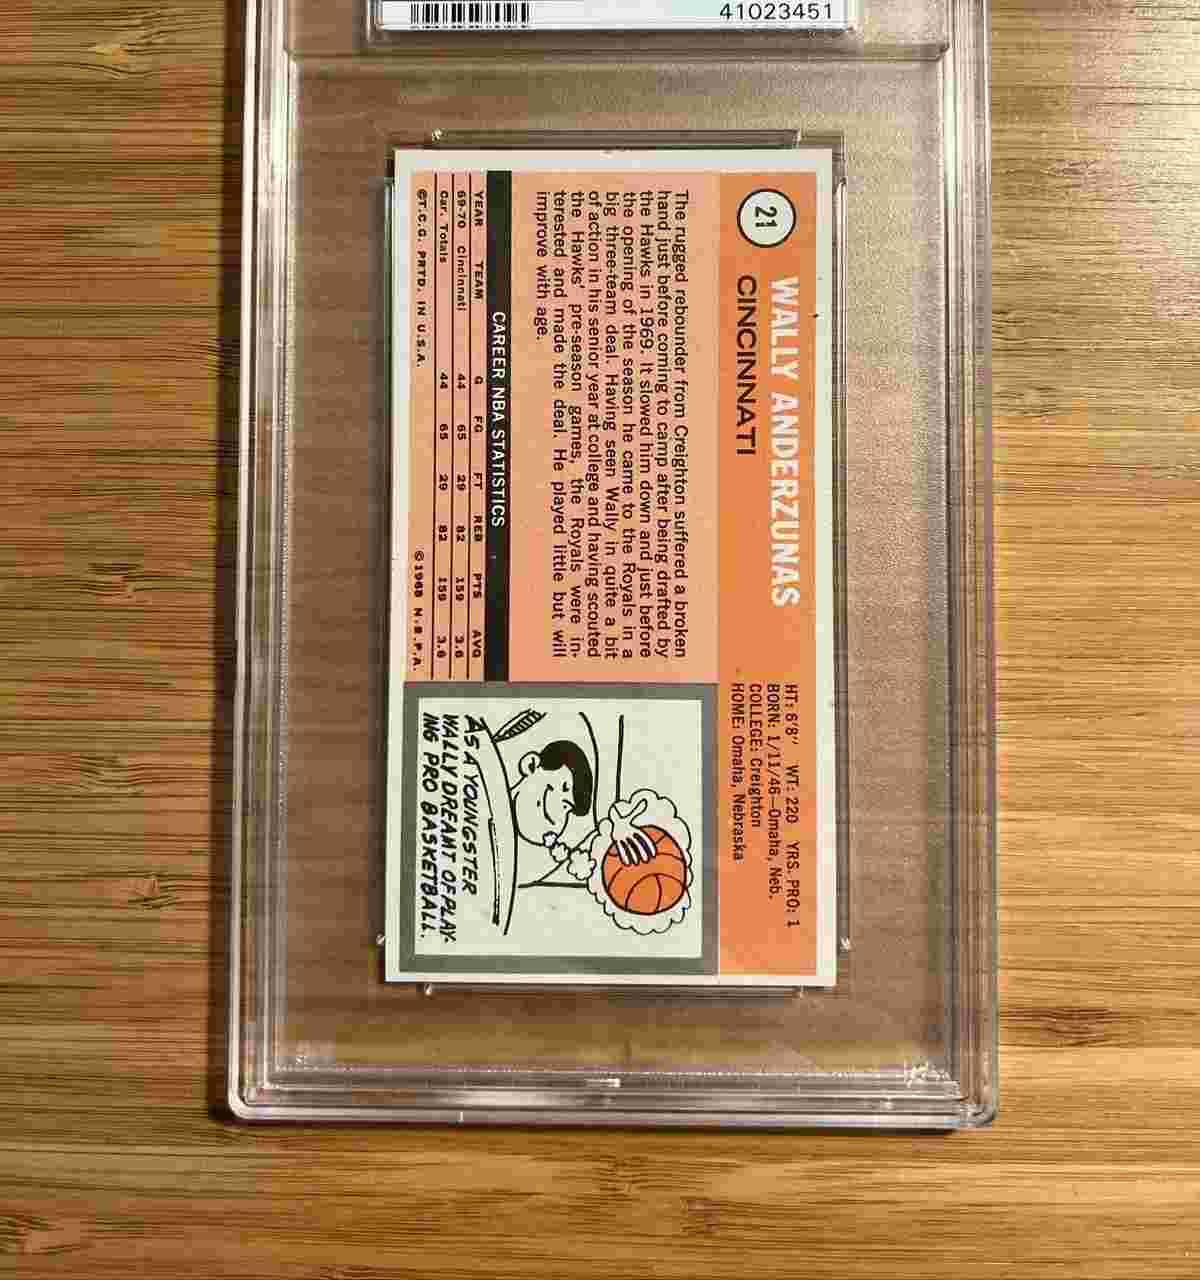 41023451
21
WALLY ANDERZUNAS
CINCINNATI
HT: 6'8" WT: 220 YRS. PRO: 1
BORN: 1/11/46—Omaha, Neb.
COLLEGE: Creighton
HOME: Omaha, Nebraska
The rugged rebounder from Creighton suffered a broken
hand just before coming to camp after being drafted by
the Hawks in 1969. It slowed him down and just before
the opening of the season he came to the Royals in a
big three-team deal. Having seen Wally in quite a bit
of action in his senior year at college and having scouted
the Hawks' pre-season games, the Royals were in-
terested and made the deal. He played little but will
improve with age.
CAREER NBA STATISTICS
YEAR TEAM G FG FT REB PTS AVG
69-70 Cincinnati 44 65 29 82 159 3.6
Car. Totals 44 65 29 82 159 3.6
©T.C.G. PRTD. IN U.S.A. ©1968 N.B.P.A.
AS A YOUNGSTER
WALLY DREAMT OF PLAY-
ING PRO BASKETBALL.